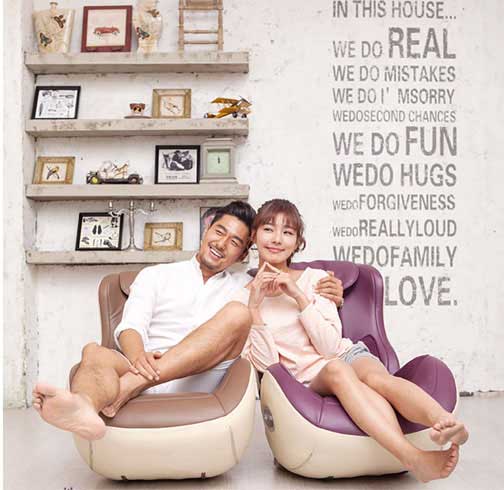 IN THIS HOUSE...
WE DO REAL
WE DO MISTAKES
WE DO I' MSORRY
WEDOSECOND CHANCES
WE DO FUN
WEDO HUGS
WEDOFORGIVENESS
WEDOREALLYLOUD
WEDOFAMILY
LOVE.